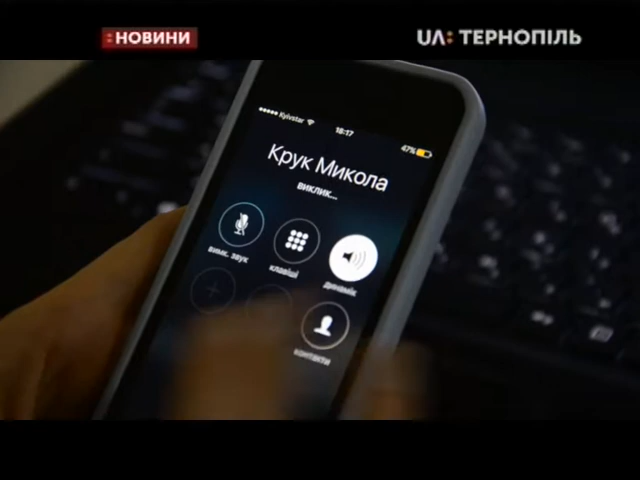 :НОВИНИ
UA: ТЕРНОПІЛЬ
Kyivstar
18:17
47%
Крук Микола
виклик...
вимк. звук
клавіші
динамік
контакти